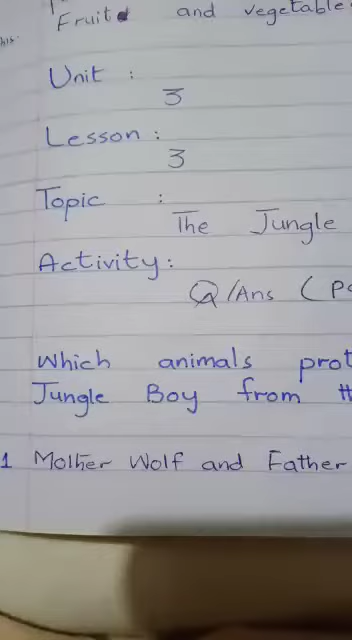 Fruit and vegetable
Unit :
3
Lesson :
3
Topic :
The Jungle
Activity :
Q/Ans (
Which animals
Jungle Boy from
1 Mother Wolf and Father